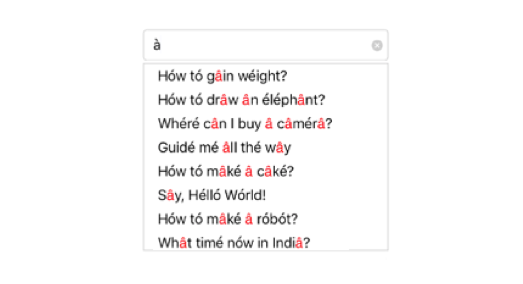 à
Hów tó gâin wéight?
Hów tó drâw ân éléphânt?
Whéré cân I buy â câmérâ?
Guidé mé âll thé wây
Hów tó mâké â câké?
Sây, Hélló Wórld!
Hów tó mâké â róbót?
Whât timé nów in Indiâ?